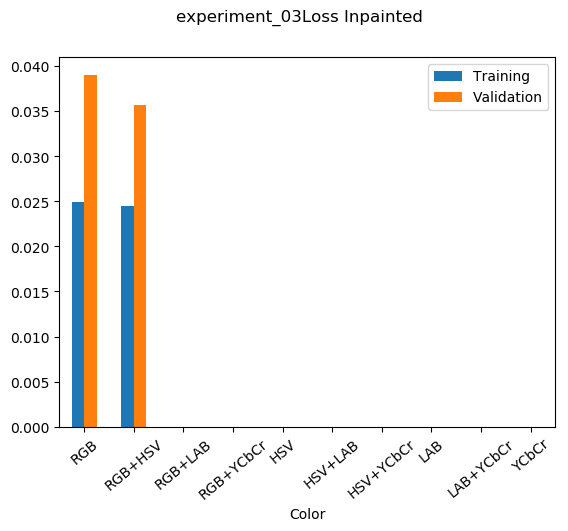 experiment_03Loss Inpainted
Training
Validation
0.040
0.035
0.030
0.025
0.020
0.015
0.010
0.005
0.000
RGB
RGB+HSV
RGB+LAB
RGB+YCbCr
HSV
HSV+LAB
HSV+YCbCr
LAB
LAB+YCbCr
YCbCr
Color